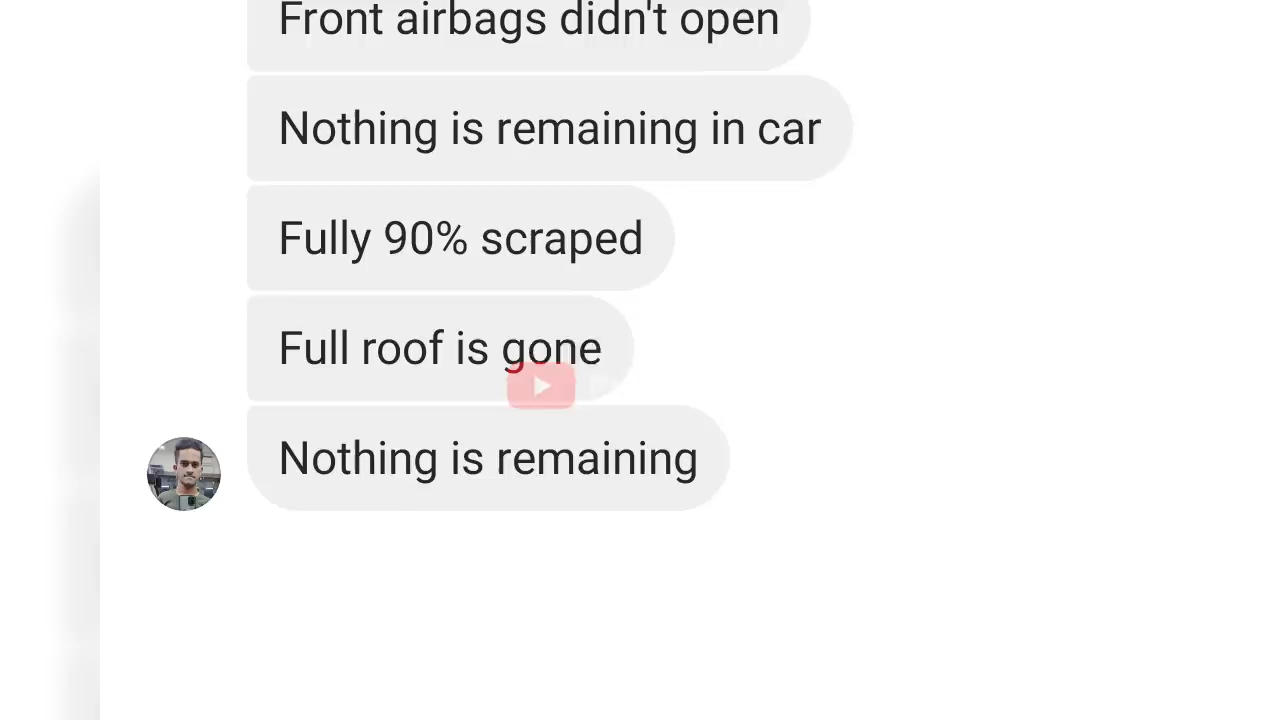 Front airbags didn't open
Nothing is remaining in car
Fully 90% scraped
Full roof is gone
Nothing is remaining